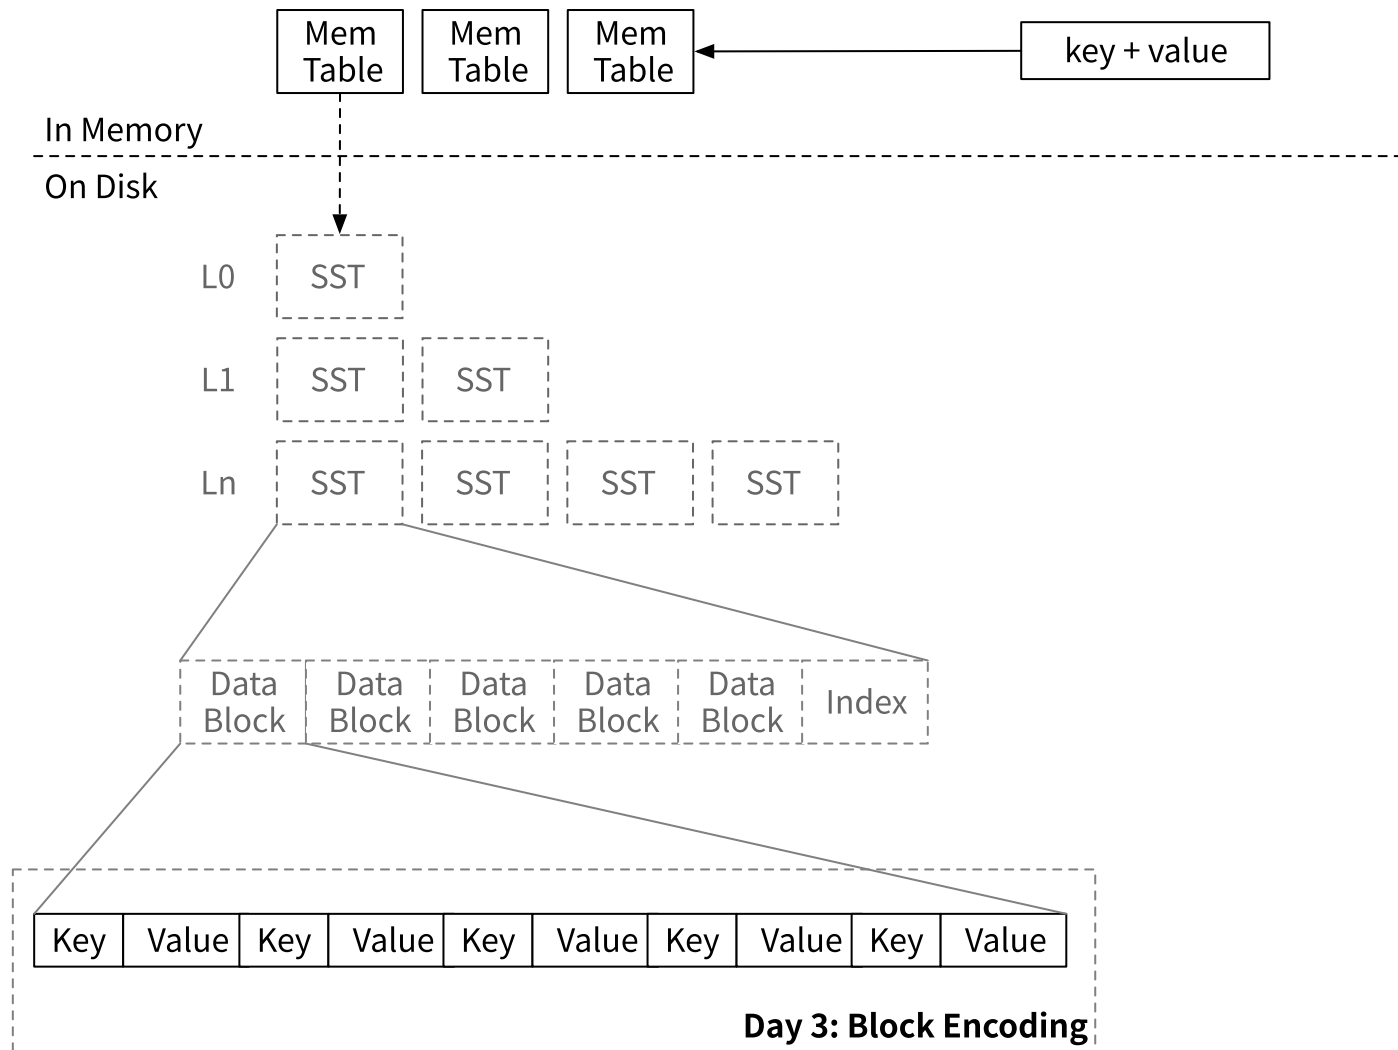 Mem Mem Mem
Table Table Table
key + value
In Memory
On Disk
L0 SST
L1 SST SST
Ln SST SST SST SST
Data Data Data Data Data
Block Block Block Block Block
Index
Key Value Key Value Key Value Key Value Key Value
Day 3: Block Encoding